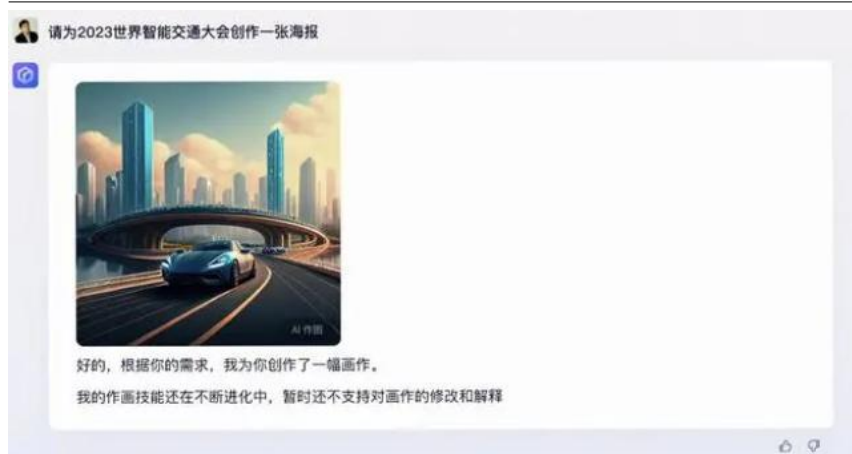 请为2023世界智能交通大会创作一张海报
AI 作图
好的，根据你的需求，我为你创作了一幅画作。
我的作画技能还在不断进化中，暂时还不支持对画作的修改和解释